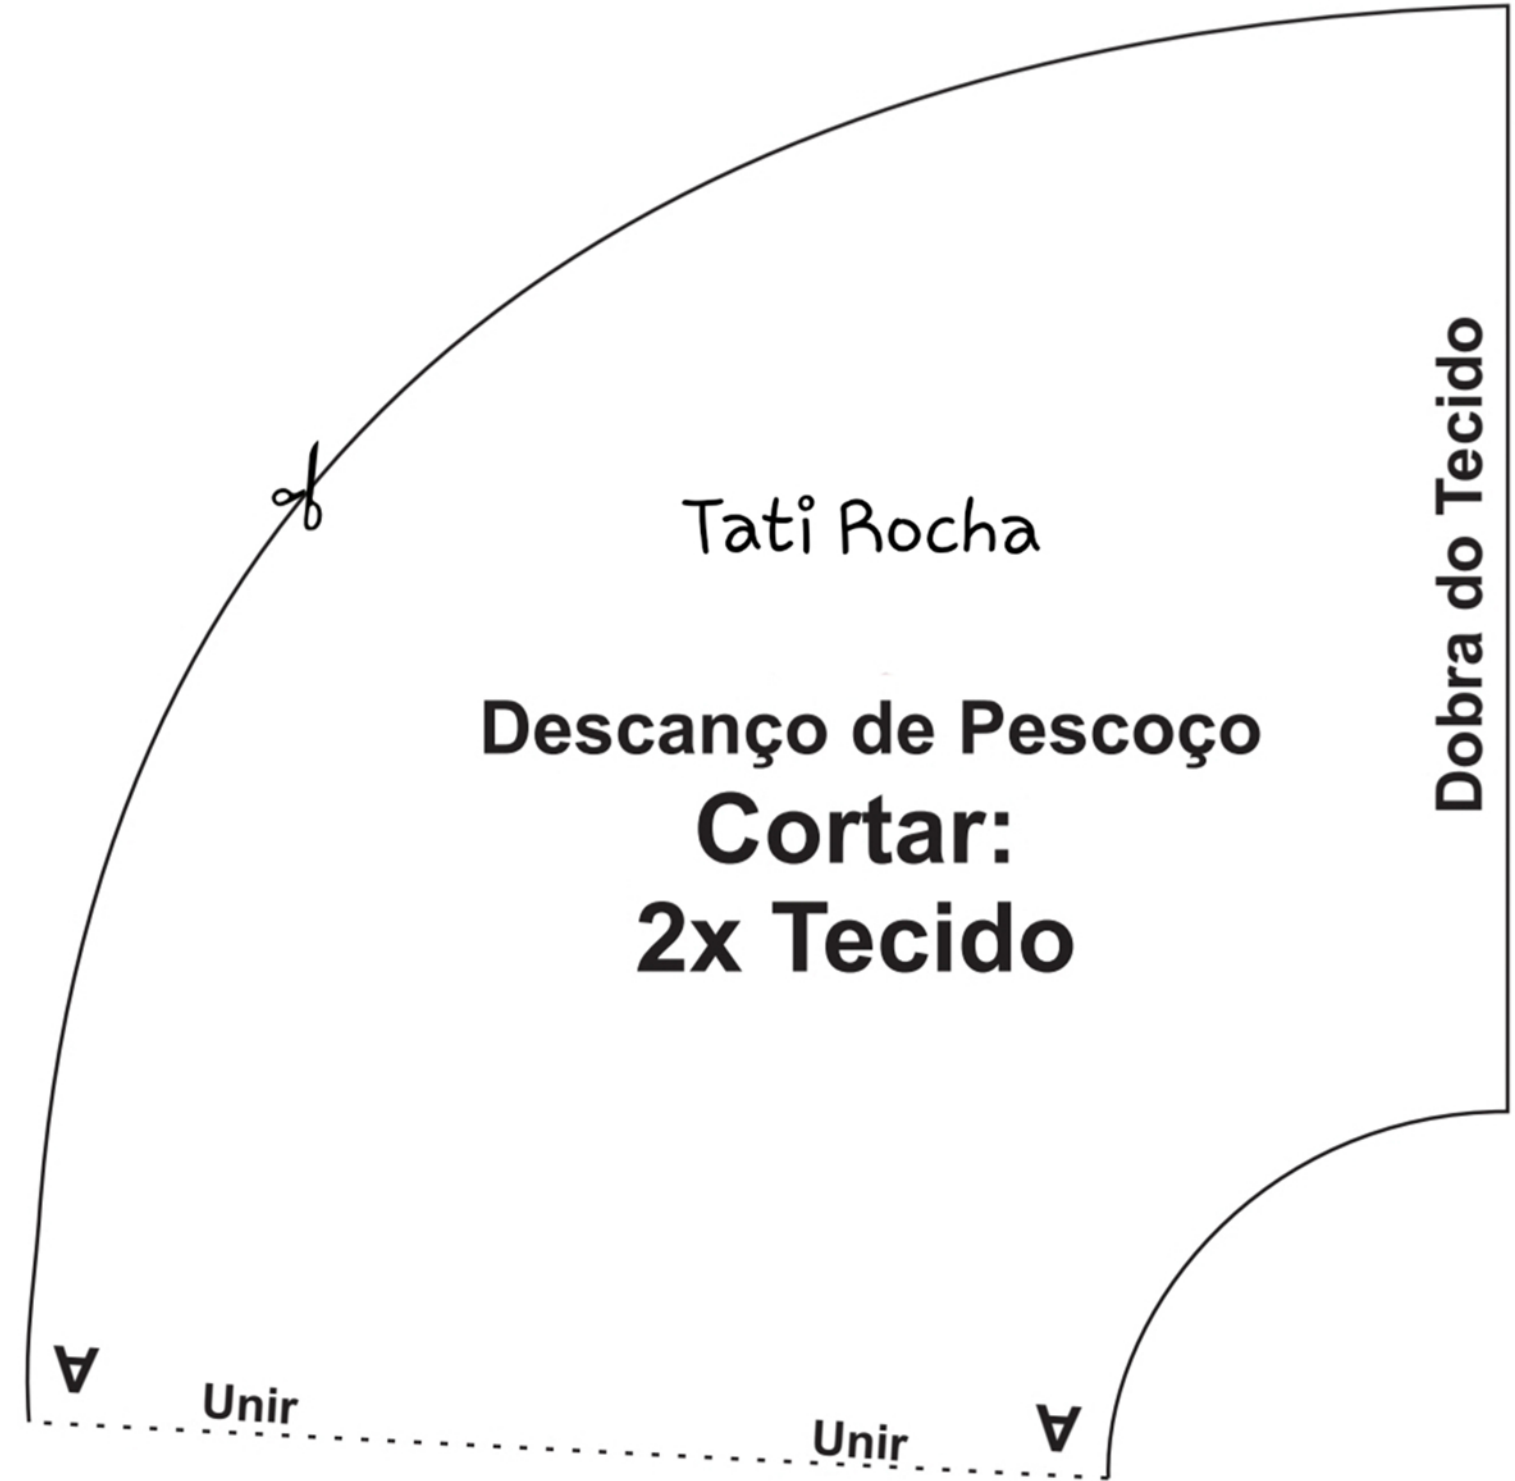 Tati Rocha
Dobra do Tecido
Descanço de Pescoço
Cortar:
2x Tecido
A
Unir
Unir
A